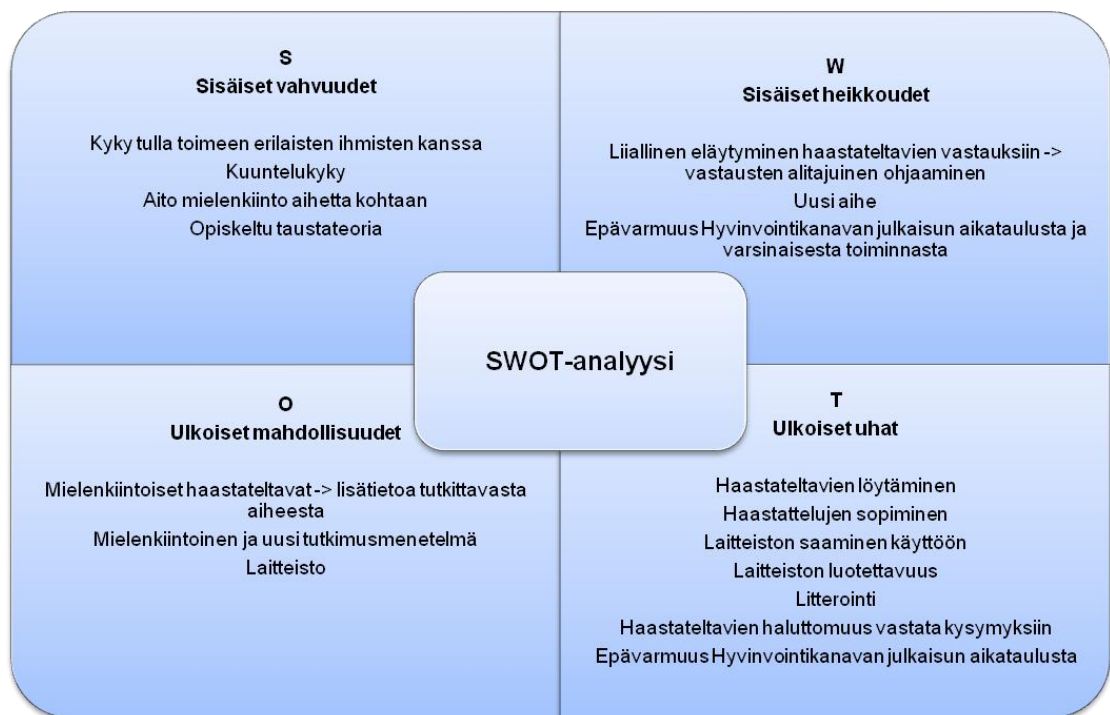 S
Sisäiset vahvuudet
Kyky tulla toimeen erilaisten ihmisten kanssa
Kuuntelukyky
Aito mielenkiinto aihetta kohtaan
Opiskeltu taustateoria
W
Sisäiset heikkoudet
Liiallinen eläytyminen haastateltavien vastauksiin ->
vastausten alitajuinen ohjaaminen
Uusi aihe
Epävarmuus Hyvinvointikanavan julkaisun aikataulusta ja
varsinaisesta toiminnasta
SWOT-analyysi
O
Ulkoiset mahdollisuudet
Mielenkiintoiset haastateltavat -> lisätietoa tutkittavasta
aiheesta
Mielenkiintoinen ja uusi tutkimusmenetelmä
Laitteisto
T
Ulkoiset uhat
Haastateltavien löytäminen
Haastattelujen sopiminen
Laitteiston saaminen käyttöön
Laitteiston luotettavuus
Litterointi
Haastateltavien haluttomuus vastata kysymyksiin
Epävarmuus Hyvinvointikanavan julkaisun aikataulusta